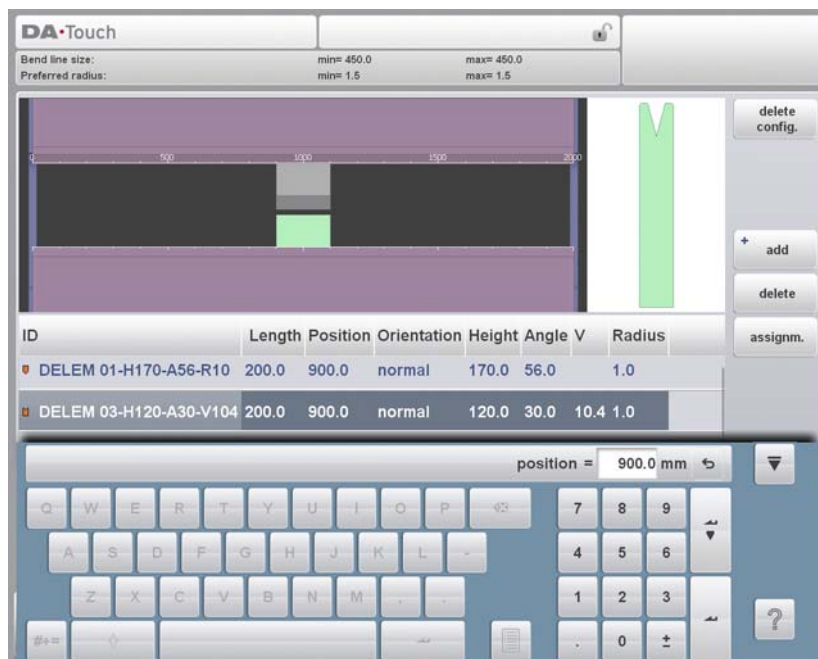 DA•Touch
Bend line size: min= 450.0 max= 450.0
Preferred radius: min= 1.5 max= 1.5
delete
config.
0 500 1000 1500 2000
+ add
delete
assignm.
ID Length Position Orientation Height Angle V Radius
DELEM 01-H170-A56-R10 200.0 900.0 normal 170.0 56.0 1.0
DELEM 03-H120-A30-V104 200.0 900.0 normal 120.0 30.0 10.4 1.0
position = 900.0 mm
Q W E R T Y U I O P 7 8 9
A S D F G H J K L - 4 5 6
Z X C V B N M , . 1 2 3
#+= . 0 ± ?